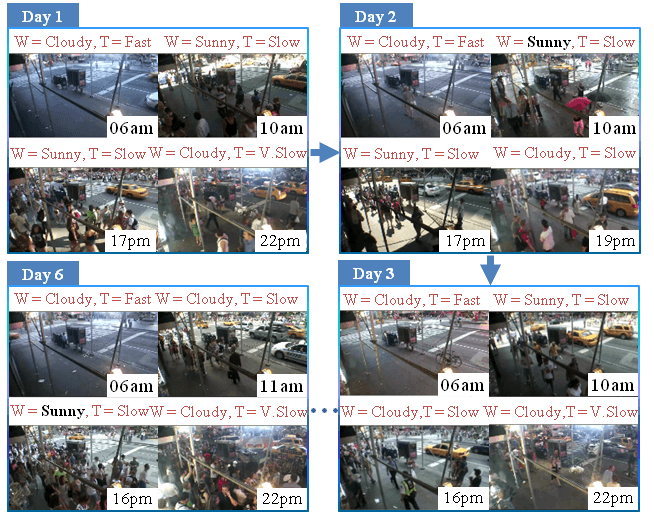 Day 1
W = Cloudy, T = Fast W = Sunny, T = Slow
06am 10am
W = Sunny, T = Slow W = Cloudy, T = V.Slow
17pm 22pm
Day 2
W = Cloudy, T = Fast W = Sunny, T = Slow
06am 10am
W = Sunny, T = Slow W = Cloudy, T = Slow
17pm 19pm
Day 6
W = Cloudy, T = Fast W = Cloudy, T = Slow
06am 11am
W = Sunny, T = Slow W = Cloudy, T = V.Slow
16pm 22pm
Day 3
W = Cloudy, T = Fast W = Sunny, T = Slow
06am 10am
W = Cloudy, T = Slow W = Cloudy, T = V.Slow
16pm 22pm